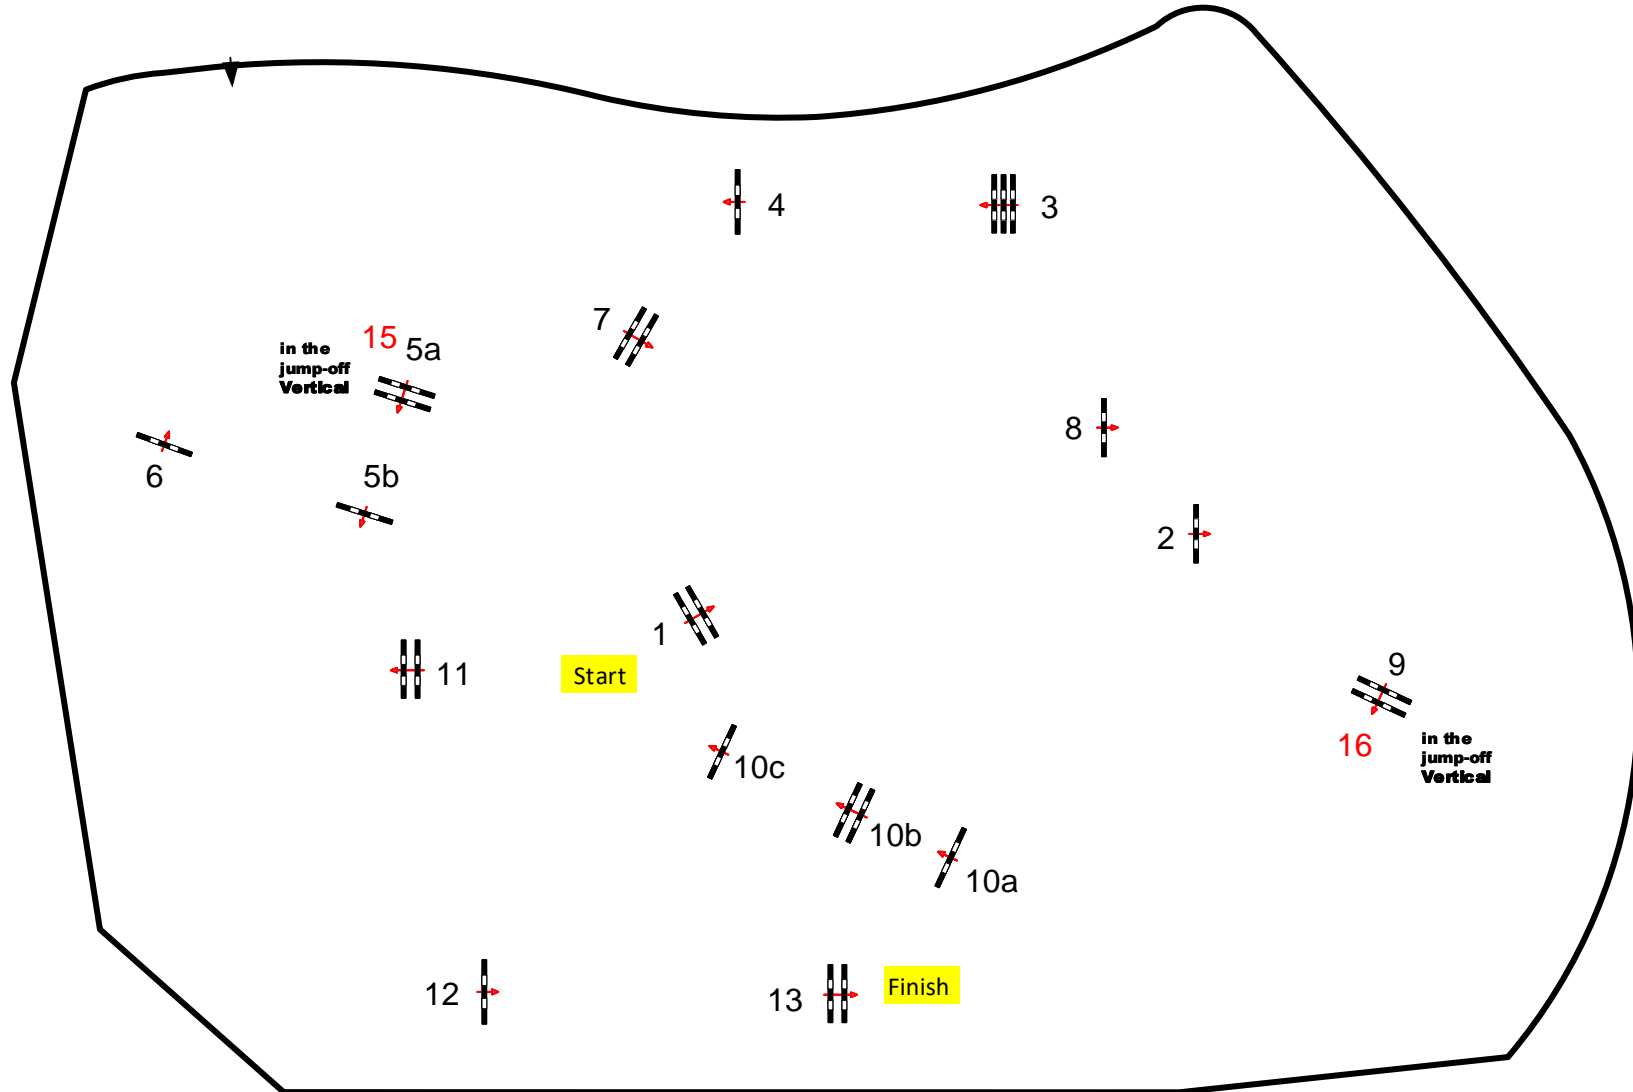 4
3
7
15
5a
in the
jump-off
Vertical
8
6
5b
2
1
11
Start
9
16
in the
jump-off
Vertical
10c
10b
10a
12
13
Finish